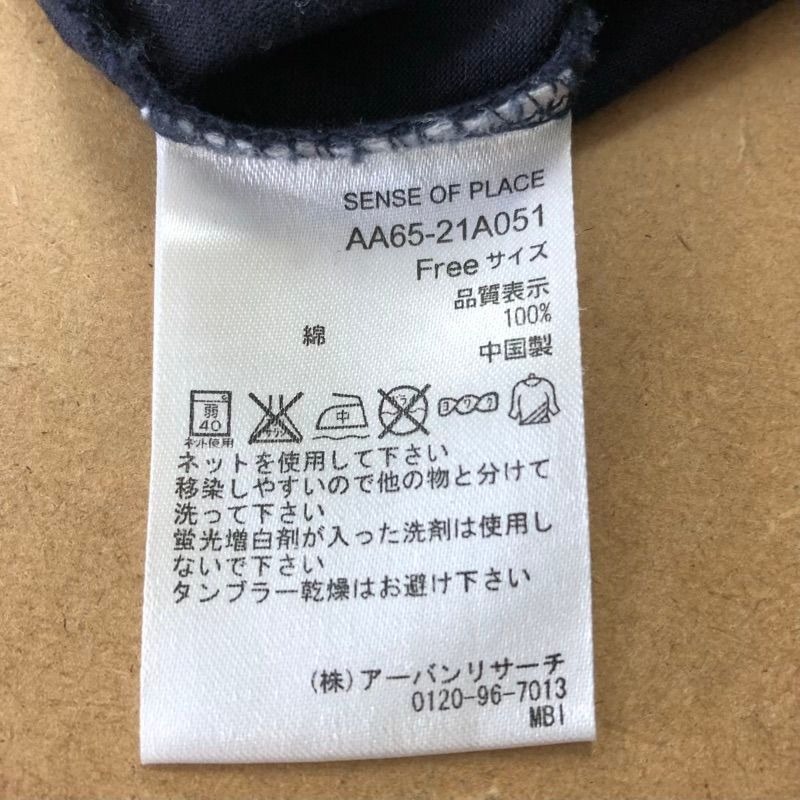 SENSE OF PLACE
AA65-21A051
Free サイズ
品質表示
綿 100%
中国製
弱 40 中 ヨワク
ネット使用
ネットを使用して下さい
移染しやすいので他の物と分けて
洗って下さい
蛍光増白剤が入った洗剤は使用し
ないで下さい
タンブラー乾燥はお避け下さい
(株)アーバンリサーチ
0120-96-7013
MBI